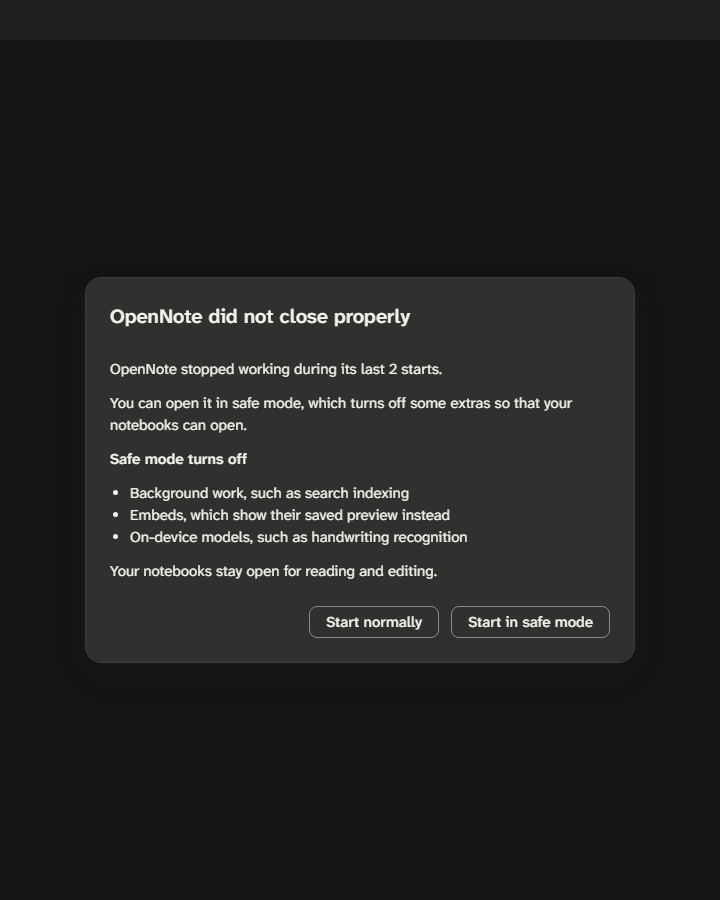 OpenNote did not close properly
OpenNote stopped working during its last 2 starts.
You can open it in safe mode, which turns off some extras so that your
notebooks can open.
Safe mode turns off
• Background work, such as search indexing
• Embeds, which show their saved preview instead
• On-device models, such as handwriting recognition
Your notebooks stay open for reading and editing.
Start normally
Start in safe mode